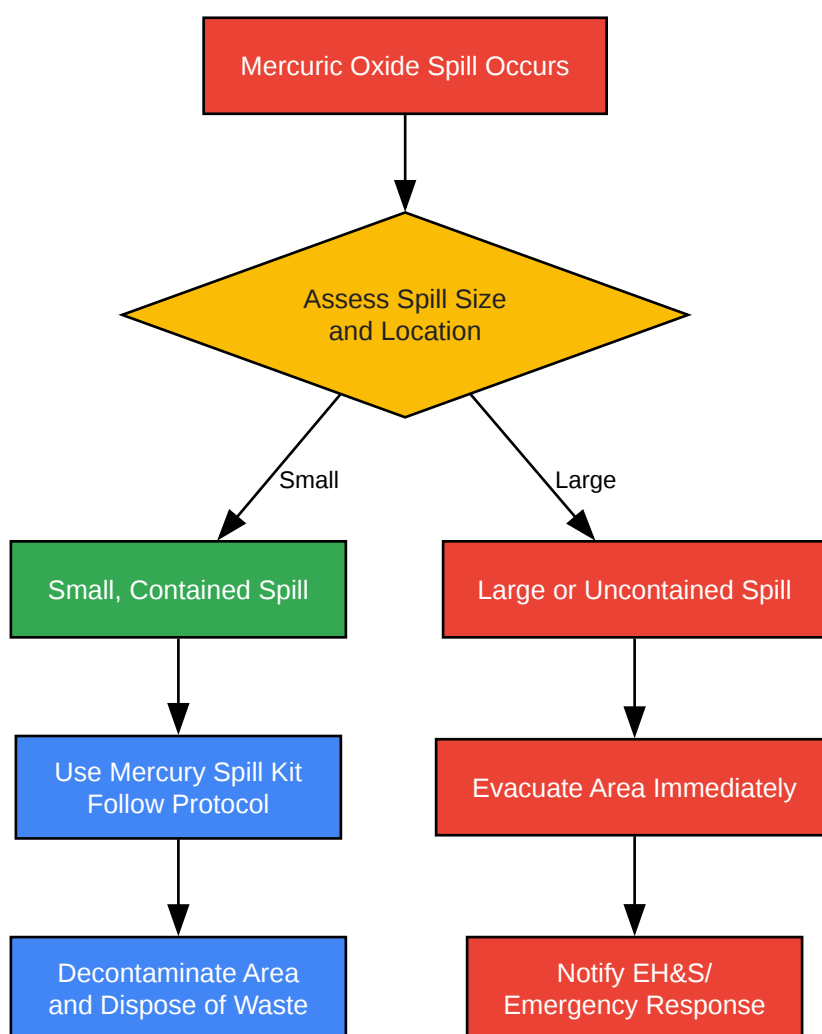 Mercuric Oxide Spill Occurs
Assess Spill Size
and Location
Small
Large
Small, Contained Spill
Large or Uncontained Spill
Use Mercury Spill Kit
Follow Protocol
Evacuate Area Immediately
Decontaminate Area
and Dispose of Waste
Notify EH&S/
Emergency Response